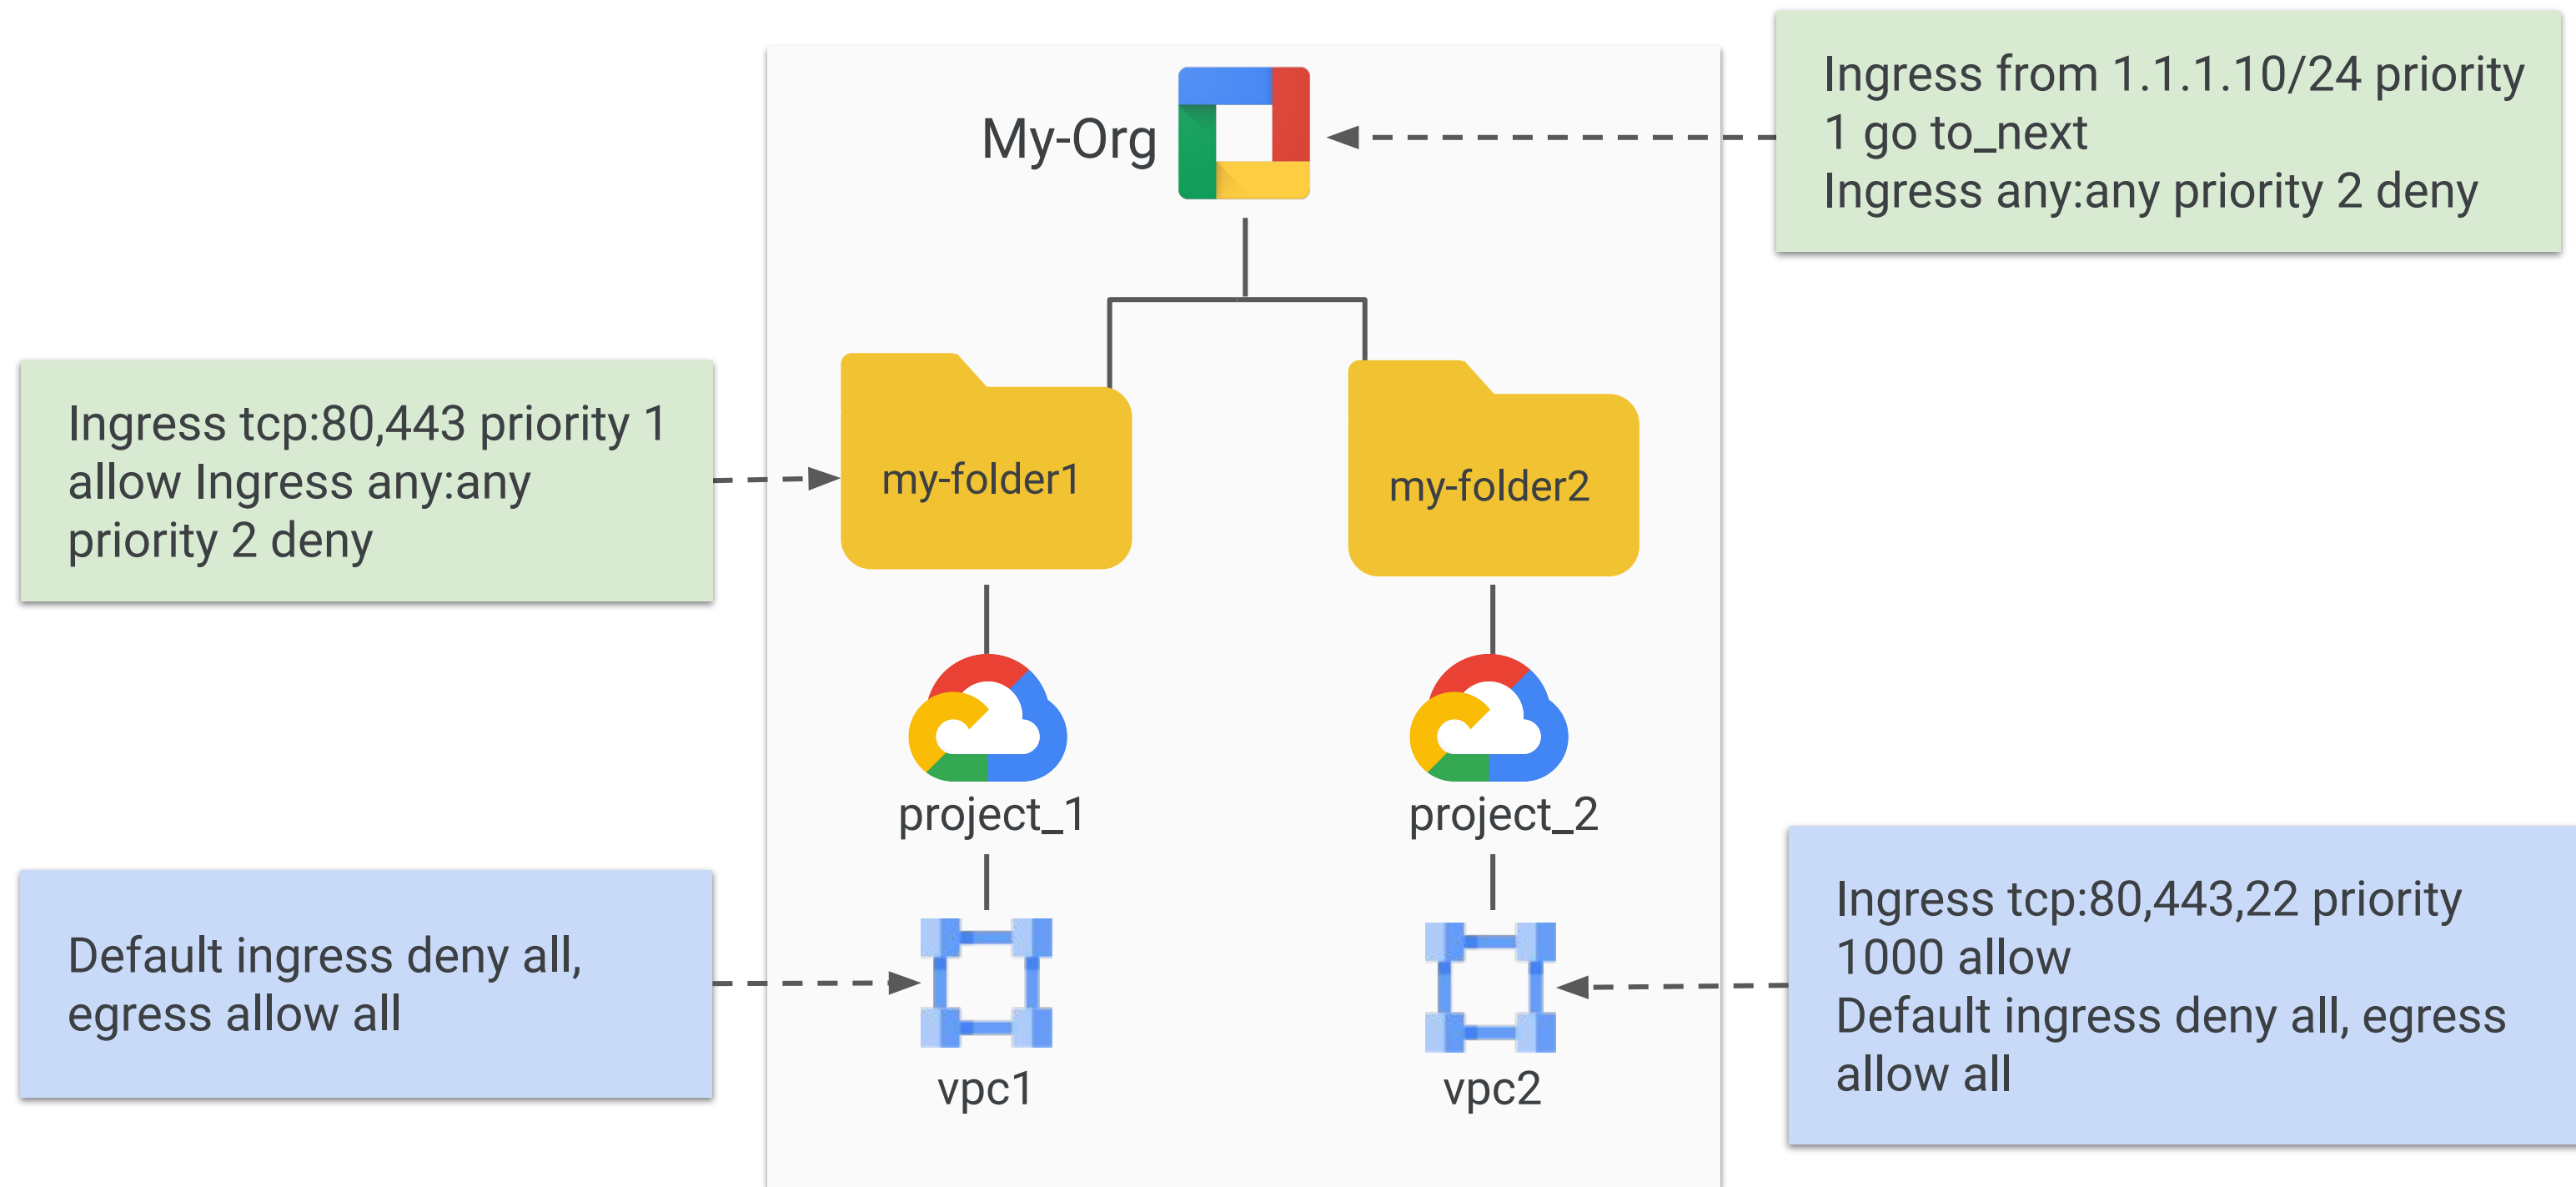 My-Org
Ingress from 1.1.1.10/24 priority
1 go to_next
Ingress any:any priority 2 deny
Ingress tcp:80,443 priority 1
allow Ingress any:any
priority 2 deny
my-folder1
my-folder2
project_1
project_2
Default ingress deny all,
egress allow all
vpc1
vpc2
Ingress tcp:80,443,22 priority
1000 allow
Default ingress deny all, egress
allow all